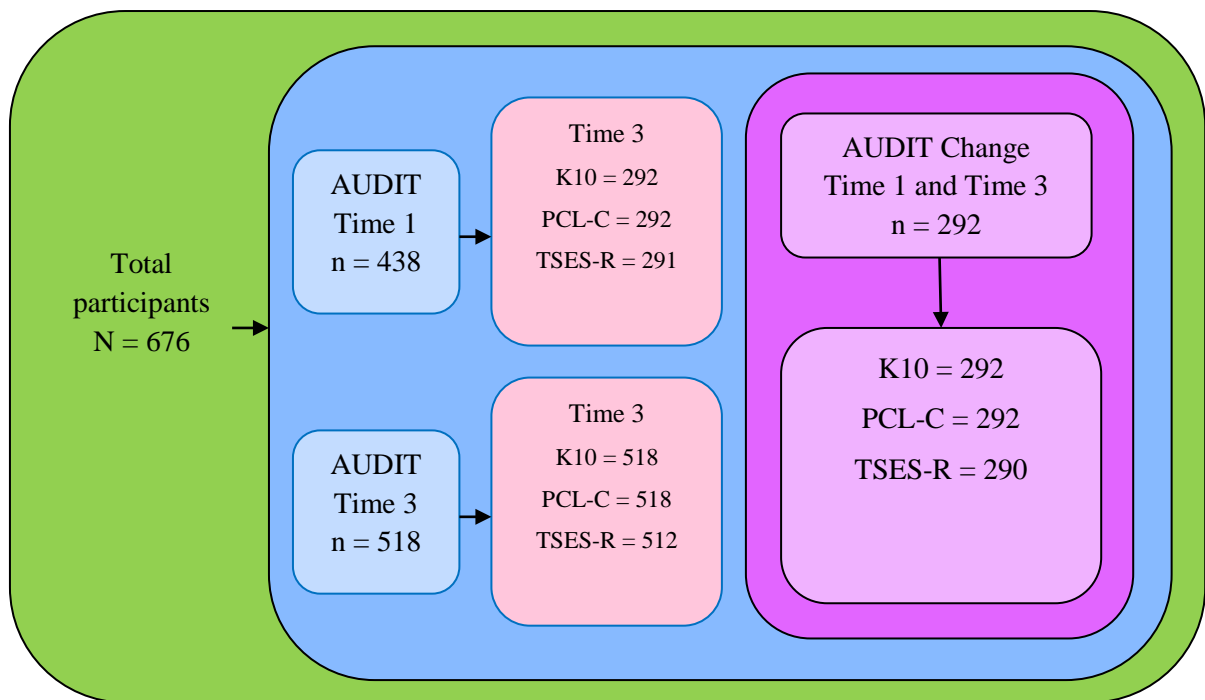 Total
participants
N = 676
AUDIT
Time 1
n = 438
Time 3
K10 = 292
PCL-C = 292
TSES-R = 291
AUDIT
Time 3
n = 518
Time 3
K10 = 518
PCL-C = 518
TSES-R = 512
AUDIT Change
Time 1 and Time 3
n = 292
K10 = 292
PCL-C = 292
TSES-R = 290